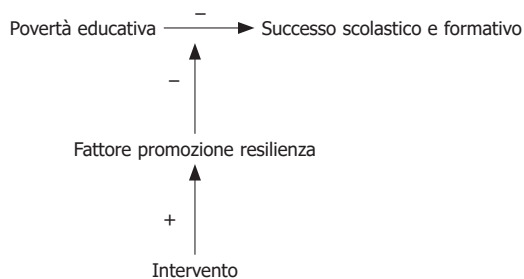 –
Povertà educativa Successo scolastico e formativo
–
Fattore promozione resilienza
+
Intervento